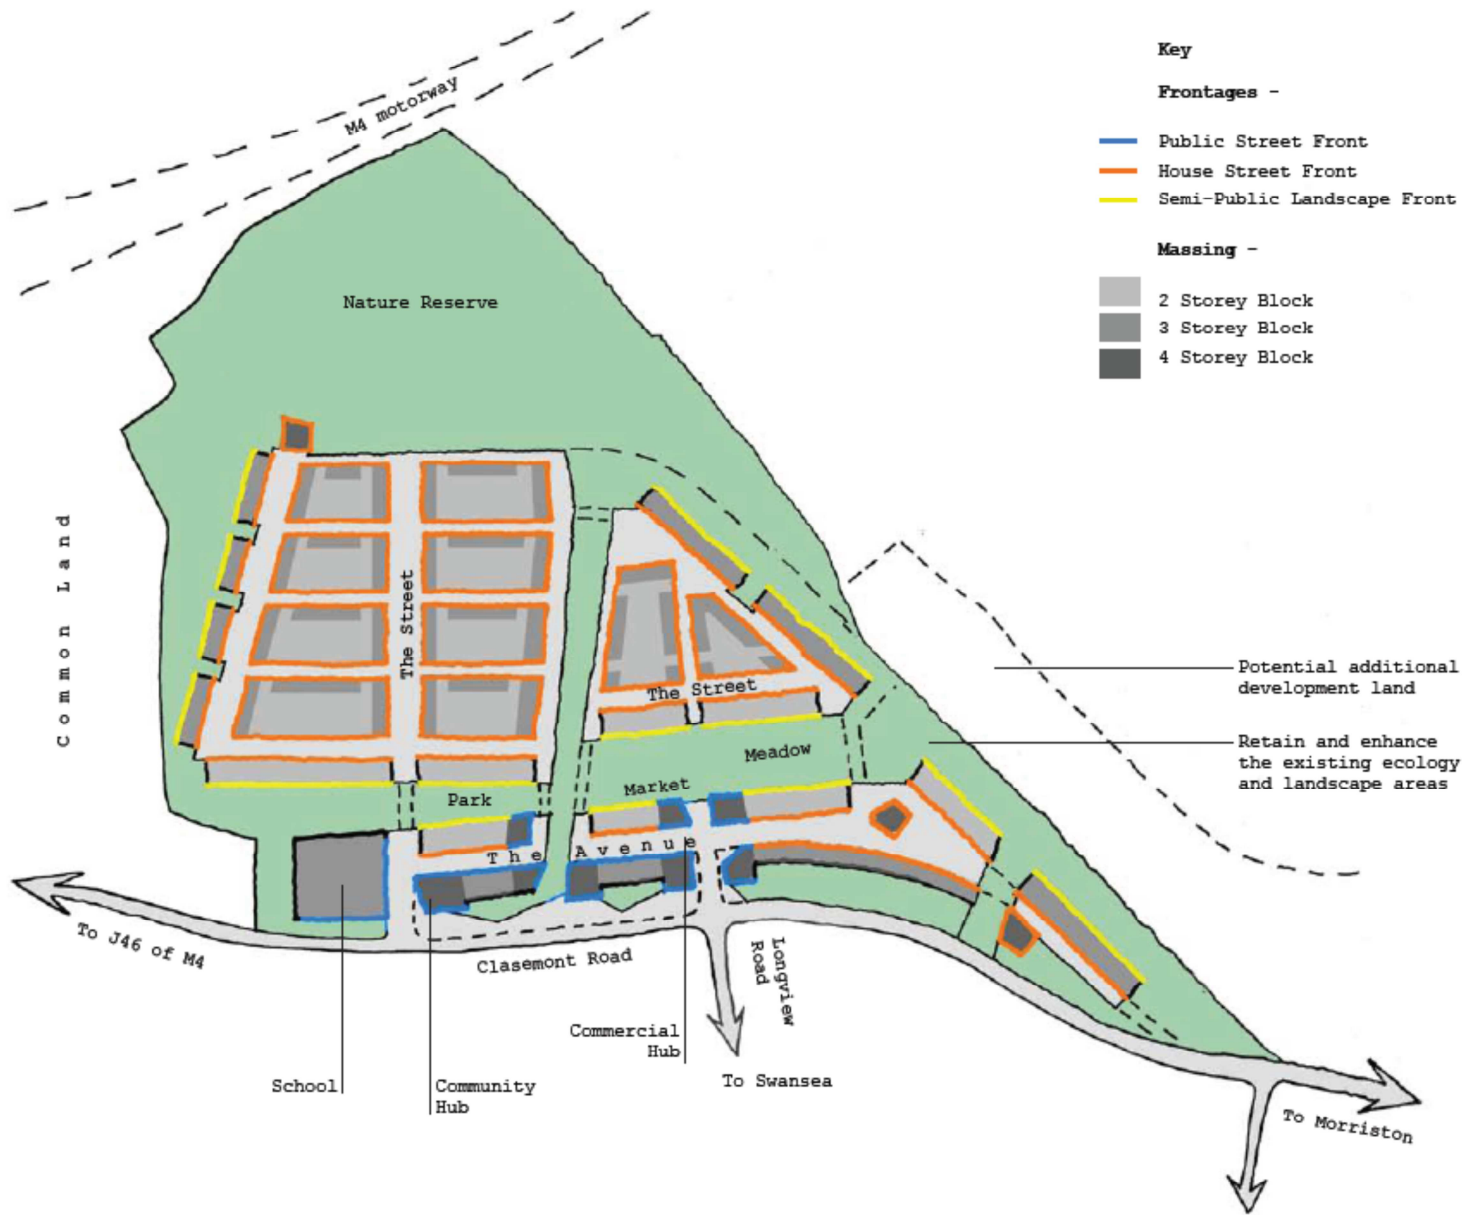 Key
Frontages -
Public Street Front
House Street Front
Semi-Public Landscape Front
Massing -
2 Storey Block
3 Storey Block
4 Storey Block
M4 motorway
Nature Reserve
Common Land
The Street
The Street
Potential additional
development land
Retain and enhance
the existing ecology
and landscape areas
Meadow
Market
Park
The Avenue
To J46 of M4
Clasemont Road
Longview
Road
Commercial
Hub
School
Community
Hub
To Swansea
To Morriston